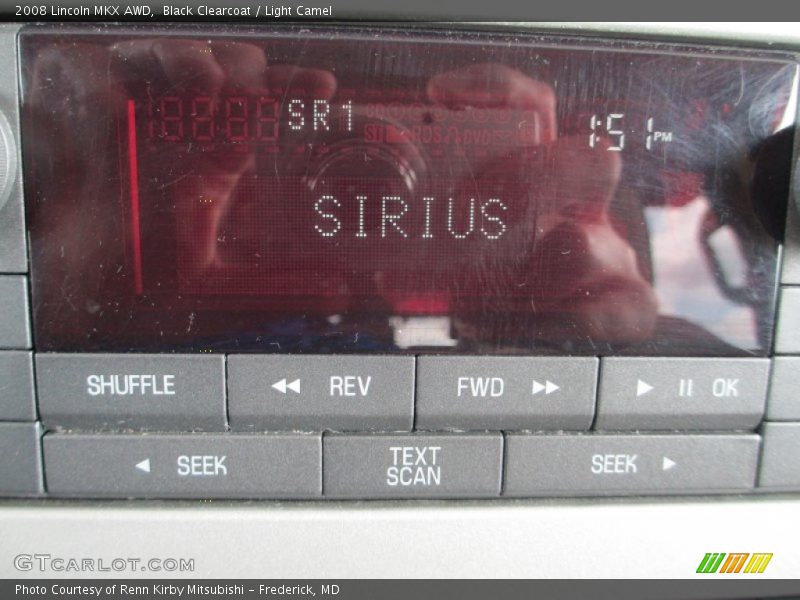 2008 Lincoln MKX AWD,  Black Clearcoat / Light Camel
SR1
1:51 PM
SIRIUS
SHUFFLE
REV
FWD
OK
SEEK
TEXT
SCAN
SEEK
GTCARLOT.COM
Photo Courtesy of Renn Kirby Mitsubishi - Frederick, MD